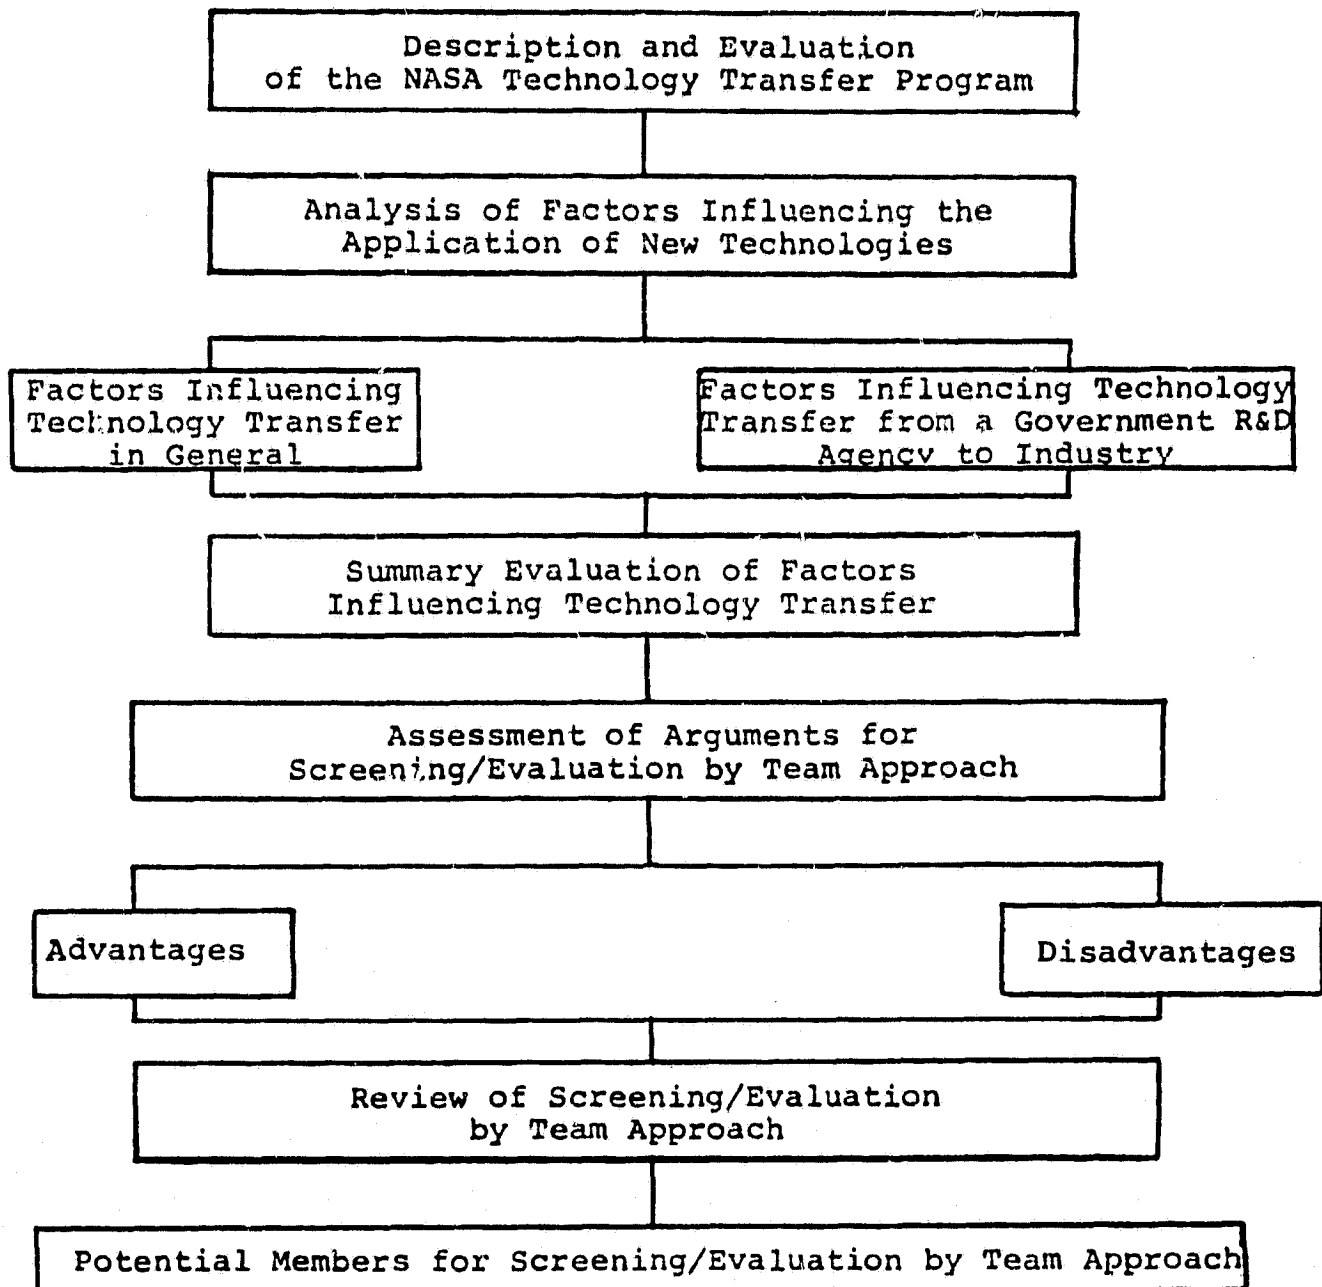 Description and Evaluation
of the NASA Technology Transfer Program
Analysis of Factors Influencing the
Application of New Technologies
Factors Influencing
Technology Transfer
in General
Factors Influencing Technology
Transfer from a Government R&D
Agency to Industry
Summary Evaluation of Factors
Influencing Technology Transfer
Assessment of Arguments for
Screening/Evaluation by Team Approach
Advantages
Disadvantages
Review of Screening/Evaluation
by Team Approach
Potential Members for Screening/Evaluation by Team Approach